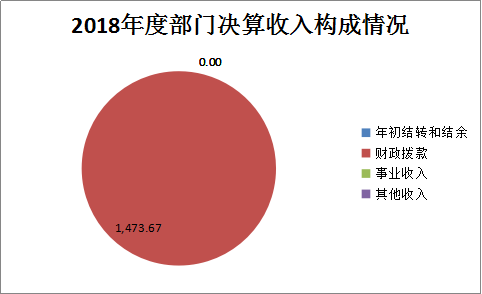 2018年度部门决算收入构成情况
0.00
1,473.67
年初结转和结余
财政拨款
事业收入
其他收入